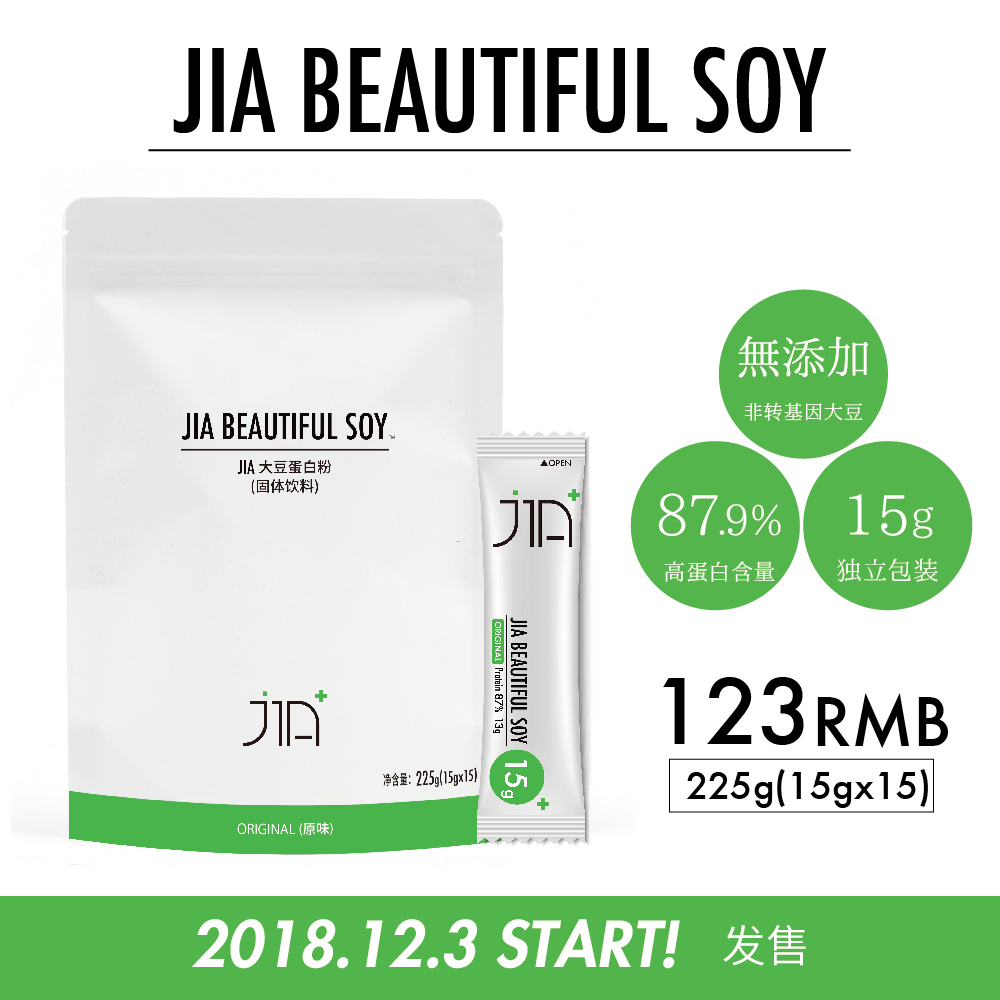 JIA BEAUTIFUL SOY
JIA BEAUTIFUL SOY™
JIA 大豆蛋白粉
(固体饮料)
JIA+
净含量：225g(15gx15)
ORIGINAL (原味)
▲OPEN
JIA+
JIA BEAUTIFUL SOY
ORIGINAL Protein 87% 13g
15g
無添加
非转基因大豆
87.9%
高蛋白含量
15g
独立包装
123RMB
225g(15gx15)
2018.12.3 START! 发售